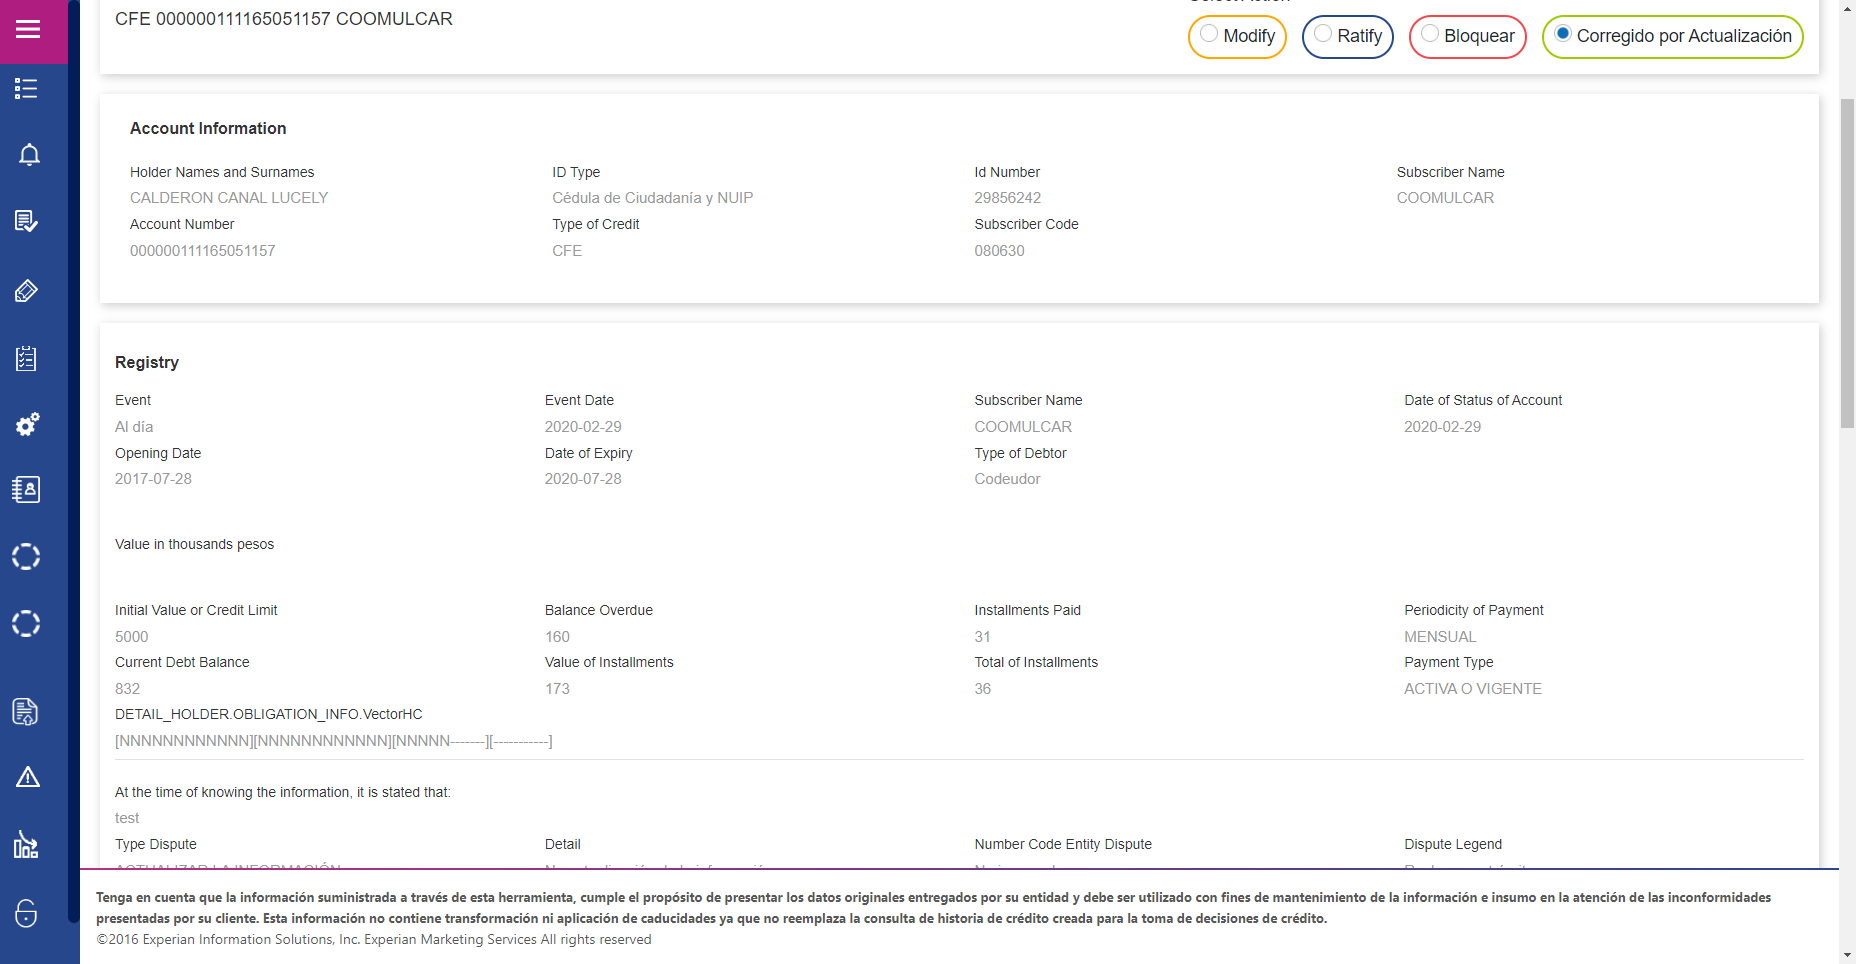 Select Action
CFE 000000111165051157 COOMULCAR
Modify Ratify Bloquear Corregido por Actualización
Account Information
Holder Names and Surnames ID Type Id Number Subscriber Name
CALDERON CANAL LUCELY Cédula de Ciudadanía y NUIP 29856242 COOMULCAR
Account Number Type of Credit Subscriber Code
000000111165051157 CFE 080630
Registry
Event Event Date Subscriber Name Date of Status of Account
Al día 2020-02-29 COOMULCAR 2020-02-29
Opening Date Date of Expiry Type of Debtor
2017-07-28 2020-07-28 Codeudor
Value in thousands pesos
Initial Value or Credit Limit Balance Overdue Installments Paid Periodicity of Payment
5000 160 31 MENSUAL
Current Debt Balance Value of Installments Total of Installments Payment Type
832 173 36 ACTIVA O VIGENTE
DETAIL_HOLDER.OBLIGATION_INFO.VectorHC
[NNNNNNNNNNNN][NNNNNNNNNNNN][NNNNN-------][-----------]
At the time of knowing the information, it is stated that:
test
Type Dispute Detail Number Code Entity Dispute Dispute Legend
ACTUALIZAR LA INFORMACIÓN
Tenga en cuenta que la información suministrada a través de esta herramienta, cumple el propósito de presentar los datos originales entregados por su entidad y debe ser utilizado con fines de mantenimiento de la información e insumo en la atención de las inconformidades
presentadas por su cliente. Esta información no contiene transformación ni aplicación de caducidades ya que no reemplaza la consulta de historia de crédito creada para la toma de decisiones de crédito.
©2016 Experian Information Solutions, Inc. Experian Marketing Services All rights reserved